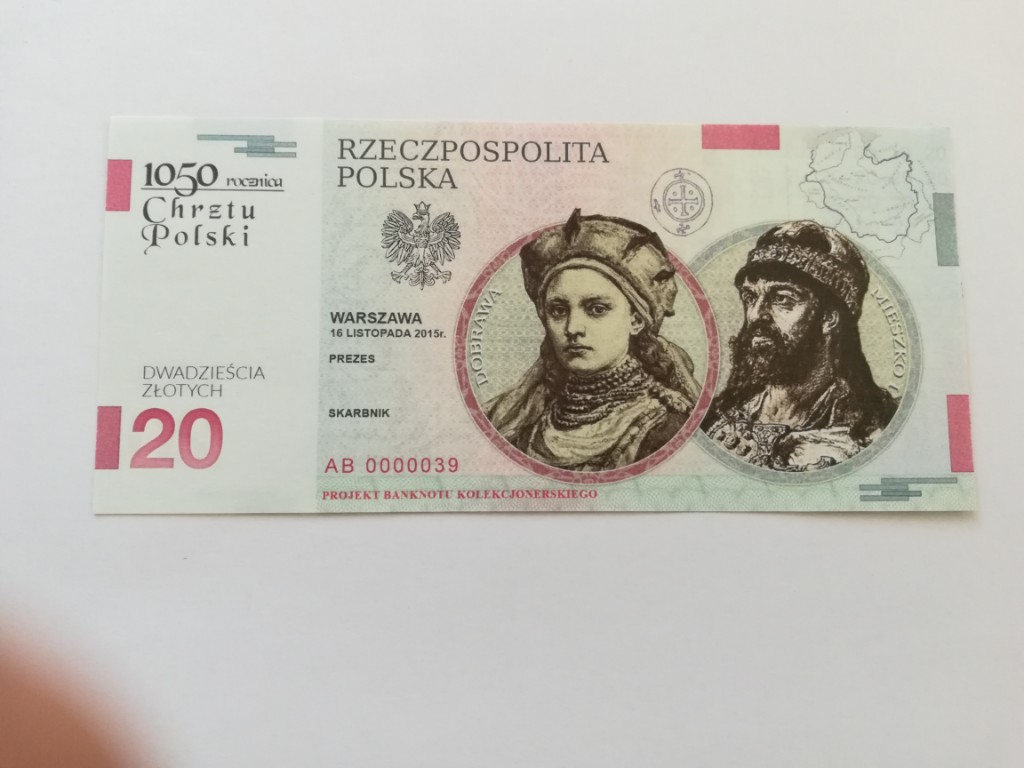 1050 rocznica
Chrztu
Polski
DWADZIEŚCIA
ZŁOTYCH
20
RZECZPOSPOLITA
POLSKA
WARSZAWA
16 LISTOPADA 2015r.
PREZES
SKARBNIK
AB 0000039
PROJEKT BANKNOTU KOLEKCJONERSKIEGO
DOBRAWA
MIESZKO I